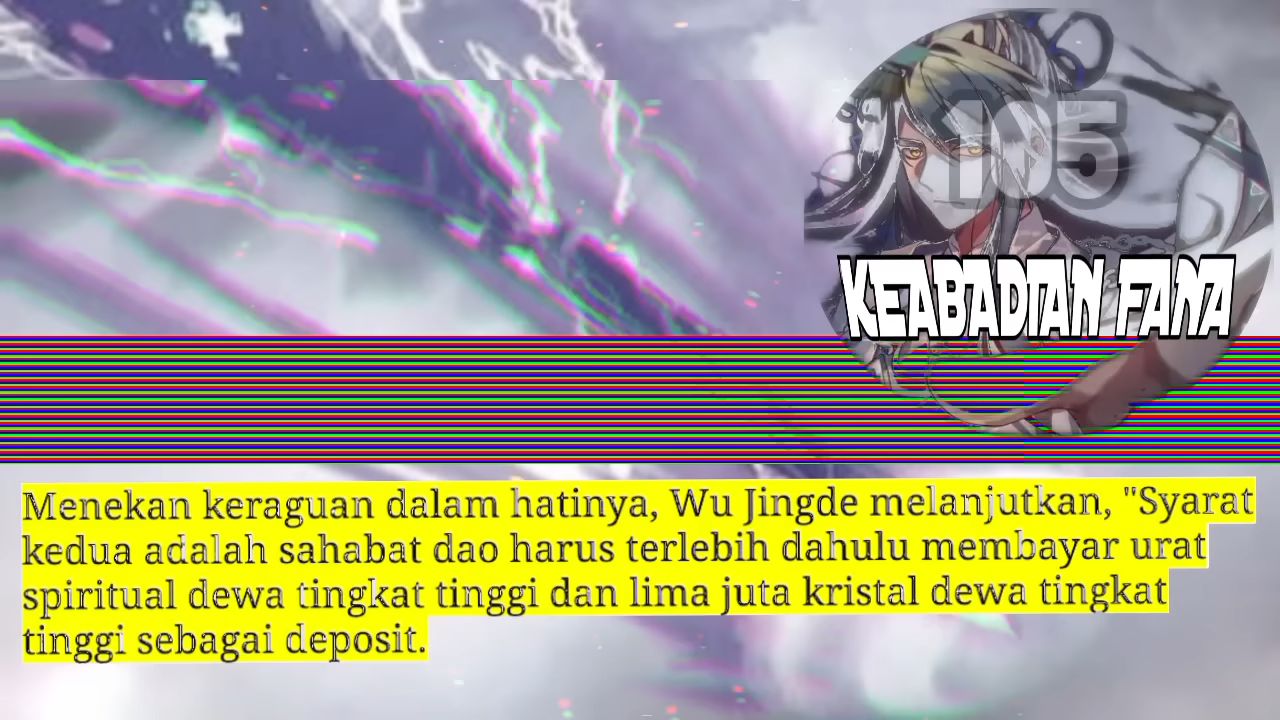 105
KEABADIAN FANA
Menekan keraguan dalam hatinya, Wu Jingde melanjutkan, "Syarat
kedua adalah sahabat dao harus terlebih dahulu membayar urat
spiritual dewa tingkat tinggi dan lima juta kristal dewa tingkat
tinggi sebagai deposit.